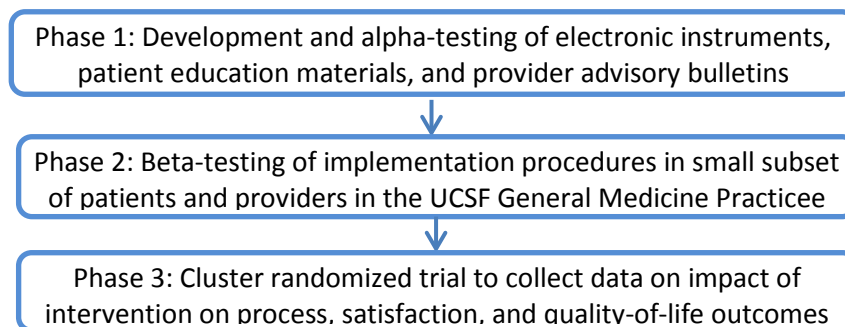 Phase 1: Development and alpha-testing of electronic instruments,
patient education materials, and provider advisory bulletins
Phase 2: Beta-testing of implementation procedures in small subset
of patients and providers in the UCSF General Medicine Practicee
Phase 3: Cluster randomized trial to collect data on impact of
intervention on process, satisfaction, and quality-of-life outcomes